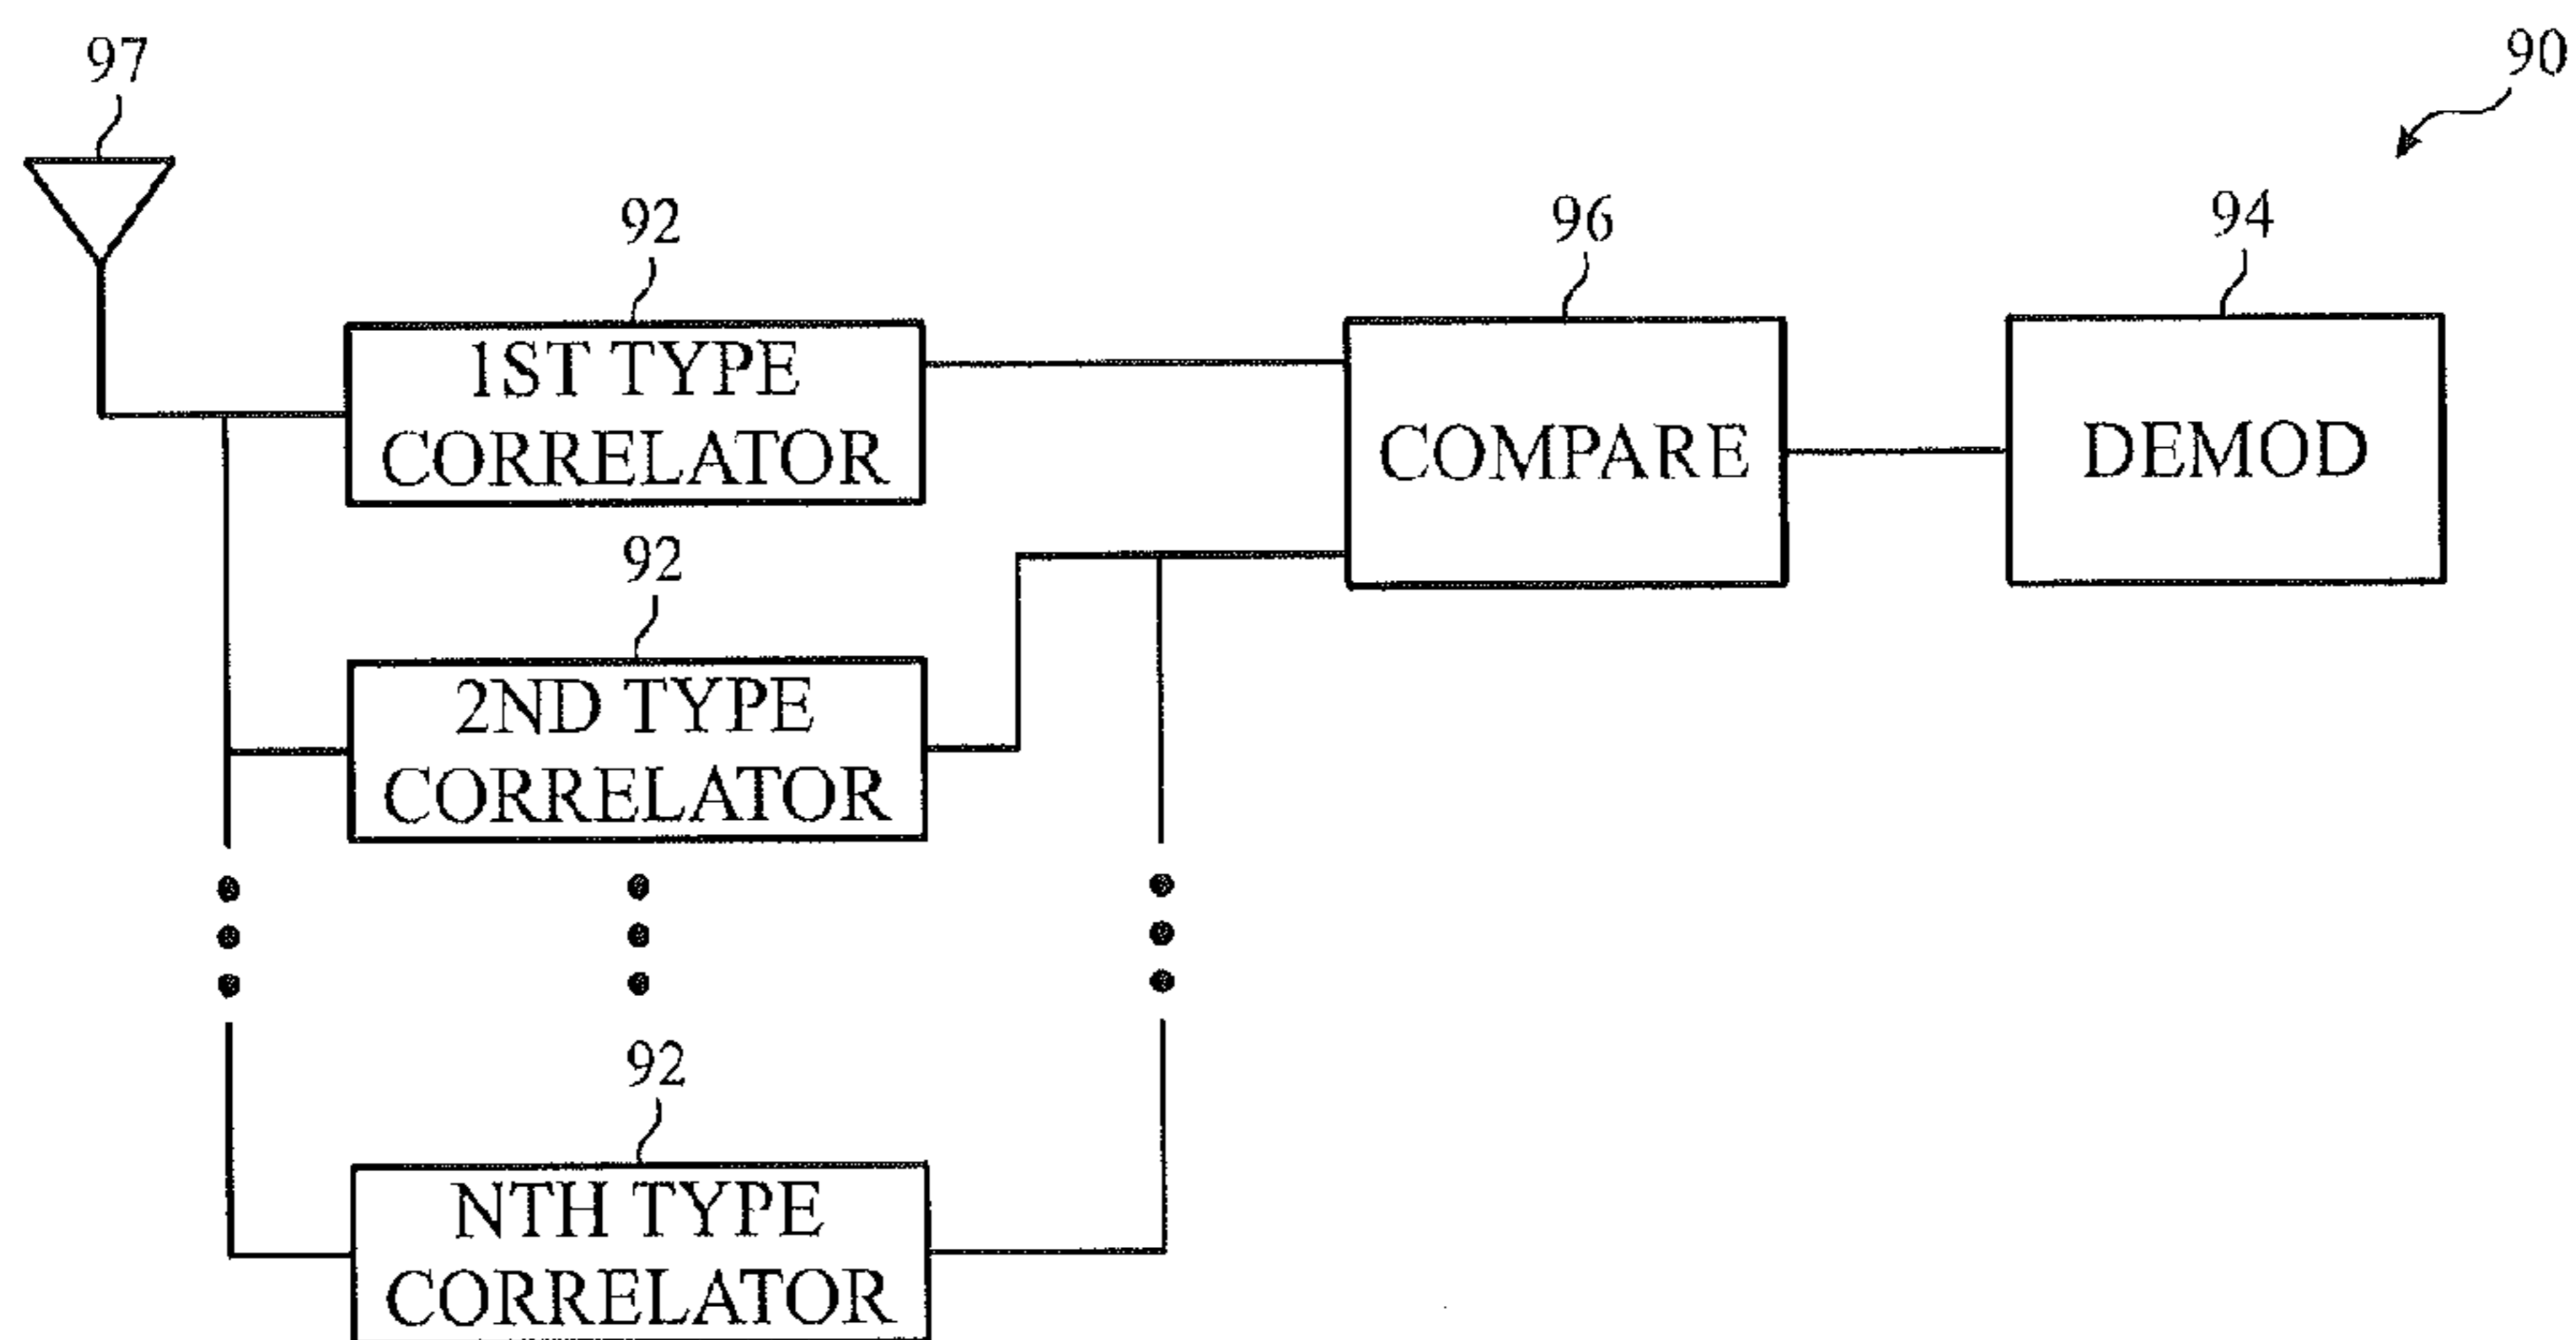 97
90
92
96
94
1ST TYPE
CORRELATOR
COMPARE
DEMOD
92
2ND TYPE
CORRELATOR
92
NTH TYPE
CORRELATOR